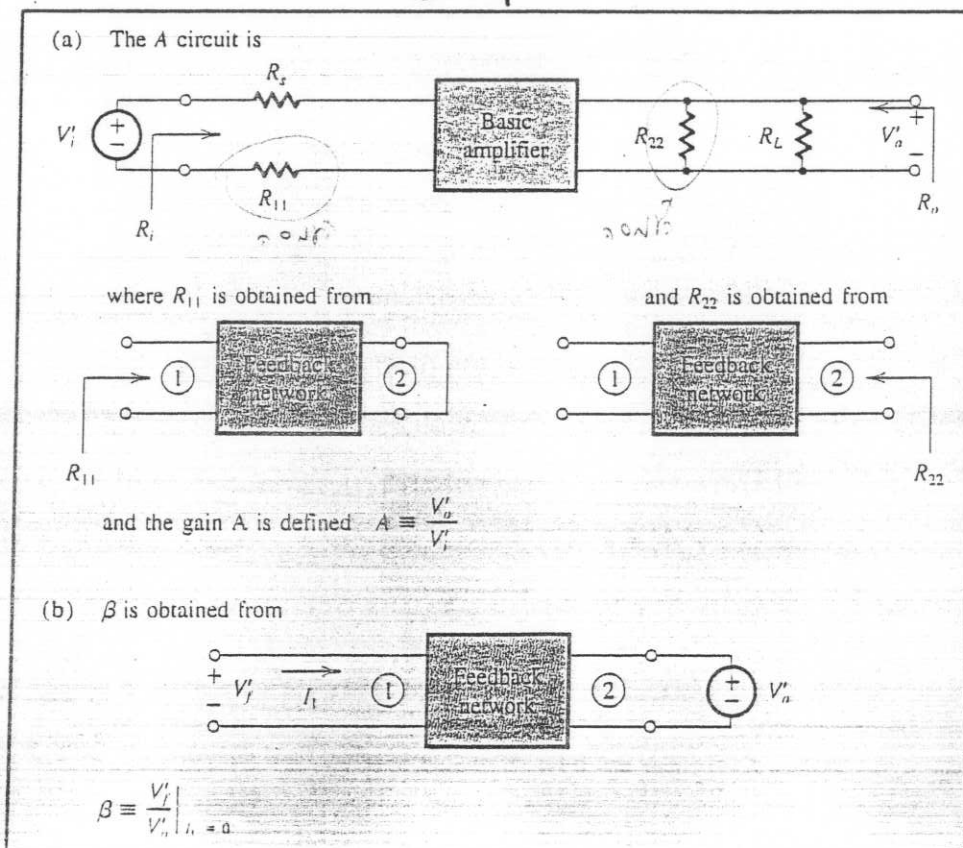 (a) The A circuit is
R_s
V'_i
R_i
R_11
Basic
amplifier
R_22
R_L
+
V'_o
−
R_o
where R_11 is obtained from
and R_22 is obtained from
1
Feedback
network
2
R_11
1
Feedback
network
2
R_22
and the gain A is defined A ≡ V'_o / V'_i
(b) β is obtained from
+
V'_f
−
I_1
1
Feedback
network
2
V'_o
β ≡ V'_f / V'_o | I_1 = 0